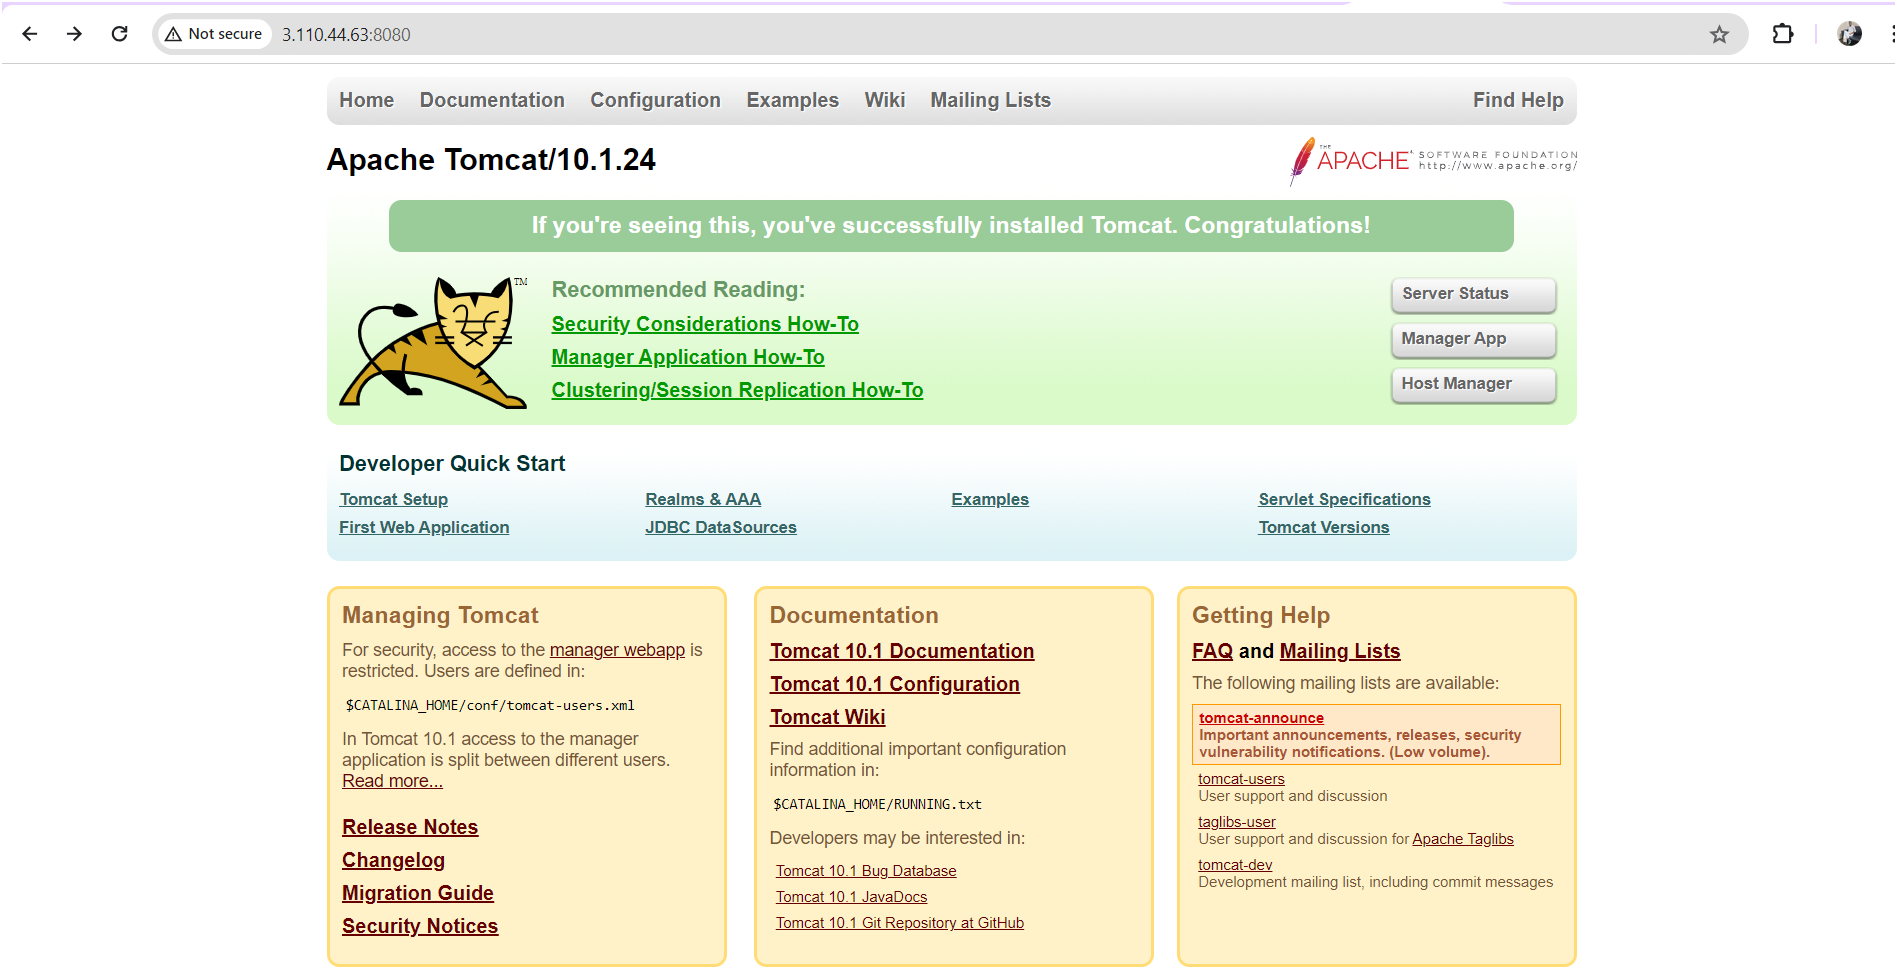 Not secure 3.110.44.63:8080
Home Documentation Configuration Examples Wiki Mailing Lists Find Help
Apache Tomcat/10.1.24
THE APACHE SOFTWARE FOUNDATION
http://www.apache.org/
If you're seeing this, you've successfully installed Tomcat. Congratulations!
TM
Recommended Reading:
Security Considerations How-To
Manager Application How-To
Clustering/Session Replication How-To
Server Status
Manager App
Host Manager
Developer Quick Start
Tomcat Setup
First Web Application
Realms & AAA
JDBC DataSources
Examples
Servlet Specifications
Tomcat Versions
Managing Tomcat
For security, access to the manager webapp is
restricted. Users are defined in:
$CATALINA_HOME/conf/tomcat-users.xml
In Tomcat 10.1 access to the manager
application is split between different users.
Read more...
Release Notes
Changelog
Migration Guide
Security Notices
Documentation
Tomcat 10.1 Documentation
Tomcat 10.1 Configuration
Tomcat Wiki
Find additional important configuration
information in:
$CATALINA_HOME/RUNNING.txt
Developers may be interested in:
Tomcat 10.1 Bug Database
Tomcat 10.1 JavaDocs
Tomcat 10.1 Git Repository at GitHub
Getting Help
FAQ and Mailing Lists
The following mailing lists are available:
tomcat-announce
Important announcements, releases, security
vulnerability notifications. (Low volume).
tomcat-users
User support and discussion
taglibs-user
User support and discussion for Apache Taglibs
tomcat-dev
Development mailing list, including commit messages